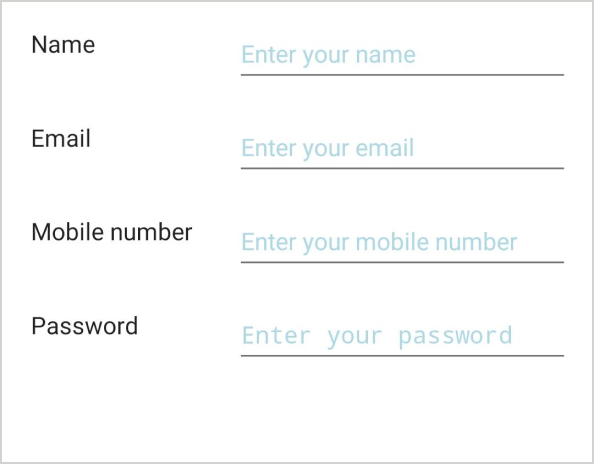 Name
Enter your name
Email
Enter your email
Mobile number
Enter your mobile number
Password
Enter your password